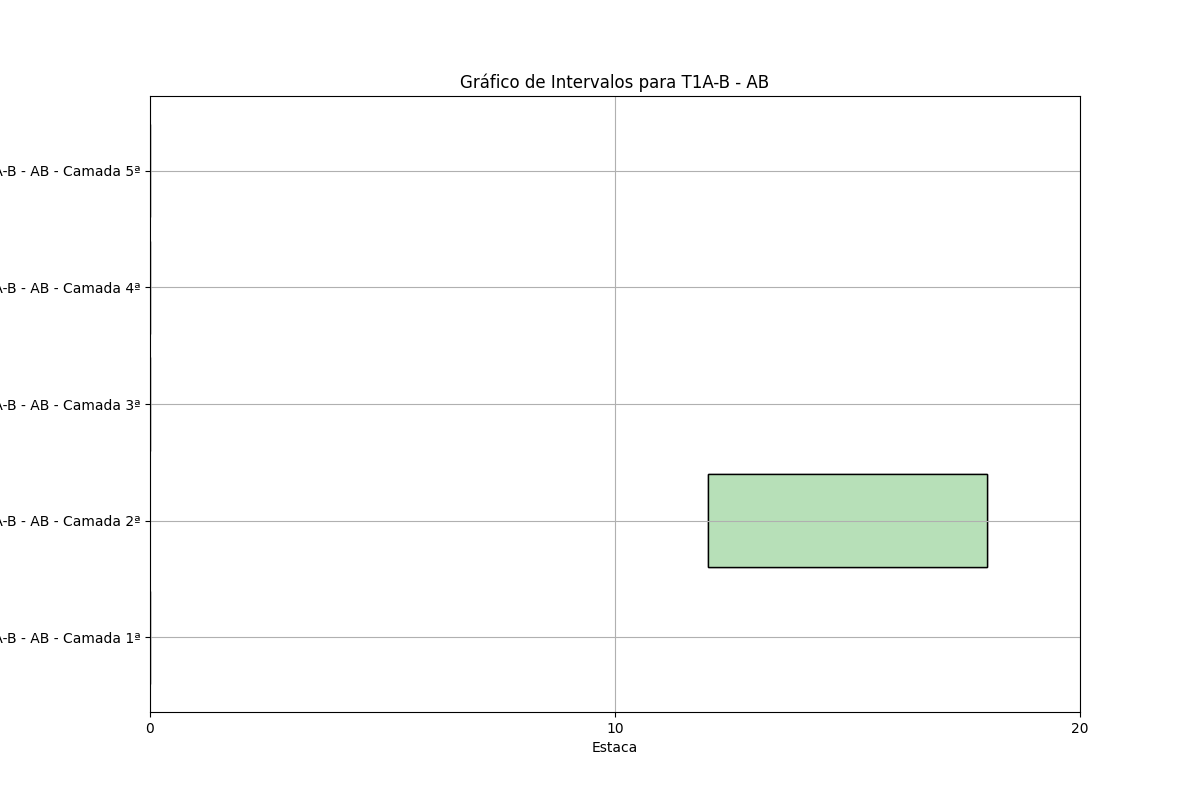 Gráfico de Intervalos para T1A-B - AB
-B - AB - Camada 5ª
-B - AB - Camada 4ª
-B - AB - Camada 3ª
-B - AB - Camada 2ª
-B - AB - Camada 1ª
0 10 20
Estaca